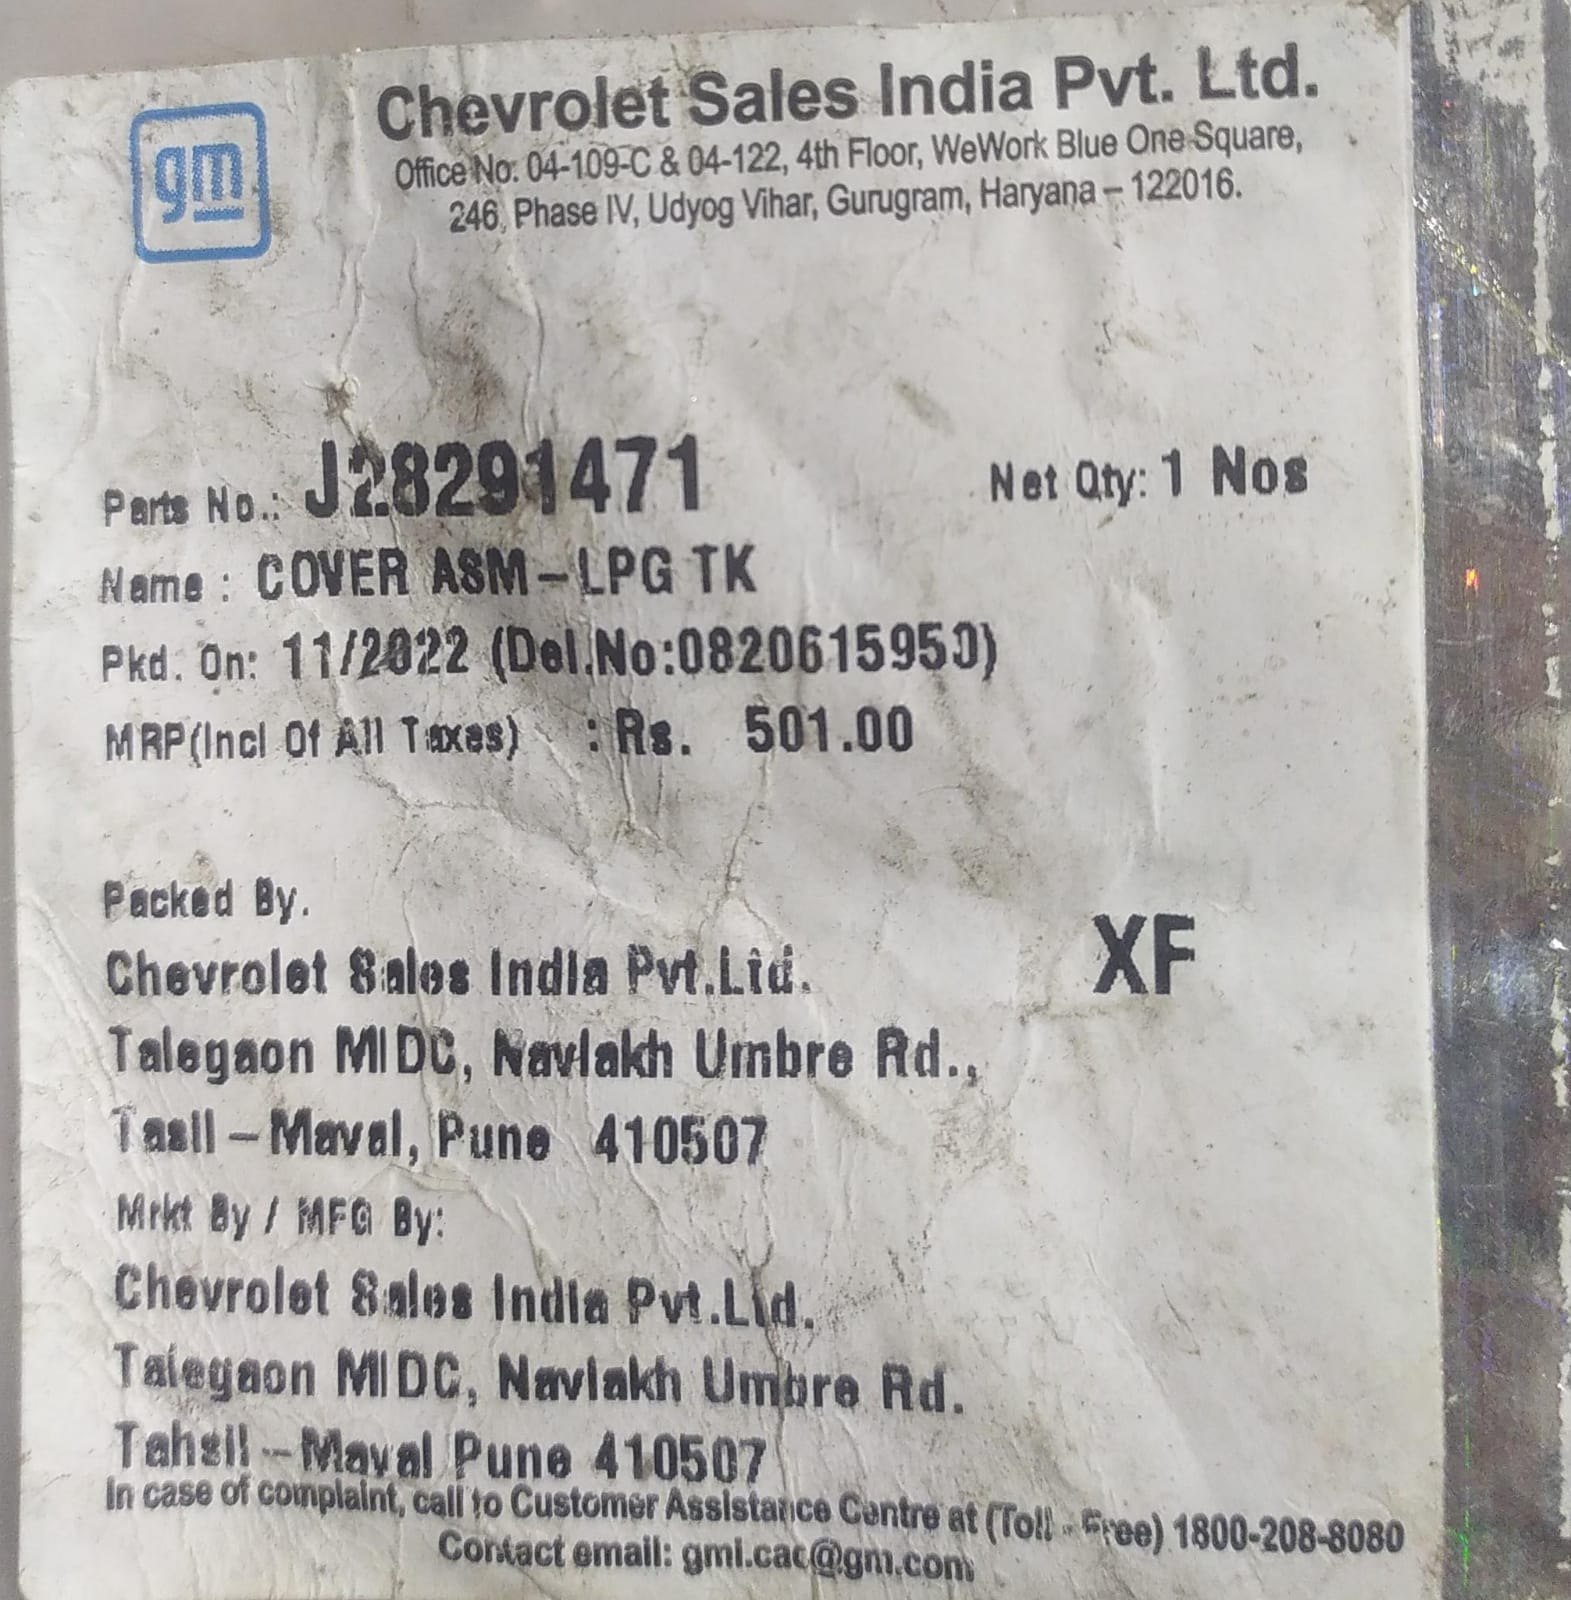 gm
Chevrolet Sales India Pvt. Ltd.
Office No. 04-109-C & 04-122, 4th Floor, WeWork Blue One Square,
246, Phase IV, Udyog Vihar, Gurugram, Haryana – 122016.
Parts No.: J28291471 Net Qty: 1 Nos
Name : COVER ASM-LPG TK
Pkd. On: 11/2022 (Del.No:0820615950)
MRP(Incl Of All Taxes) : Rs. 501.00
Packed By.
Chevrolet Sales India Pvt.Ltd.
XF
Talegaon MIDC, Navlakh Umbre Rd.,
Tasil-Maval, Pune 410507
Mrkt By / MFG By:
Chevrolet Sales India Pvt.Ltd.
Talegaon MIDC, Navlakh Umbre Rd.
Tahsil-Maval Pune 410507
In case of complaint, call to Customer Assistance Centre at (Toll - Free) 1800-208-8080
Contact email: gmi.cac@gm.com